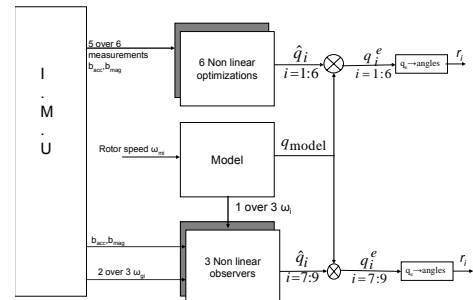 I
.
M
.
U
5 over 6
measurements
b_acc, b_mag
6 Non linear
optimizations
q̂_i
i=1:6
q_i^e
i=1:6
q_e→angles
r_i
Rotor speed ω_mi
Model
q_model
1 over 3 ω_i
b_acc, b_mag
2 over 3 ω_gi
3 Non linear
observers
q̂_i
i=7:9
q_i^e
i=7:9
q_e→angles
r_i